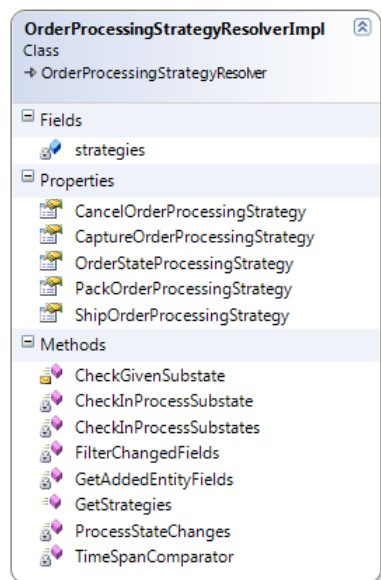 OrderProcessingStrategyResolverImpl
Class
OrderProcessingStrategyResolver
Fields
strategies
Properties
CancelOrderProcessingStrategy
CaptureOrderProcessingStrategy
OrderStateProcessingStrategy
PackOrderProcessingStrategy
ShipOrderProcessingStrategy
Methods
CheckGivenSubstate
CheckInProcessSubstate
CheckInProcessSubstates
FilterChangedFields
GetAddedEntityFields
GetStrategies
ProcessStateChanges
TimeSpanComparator